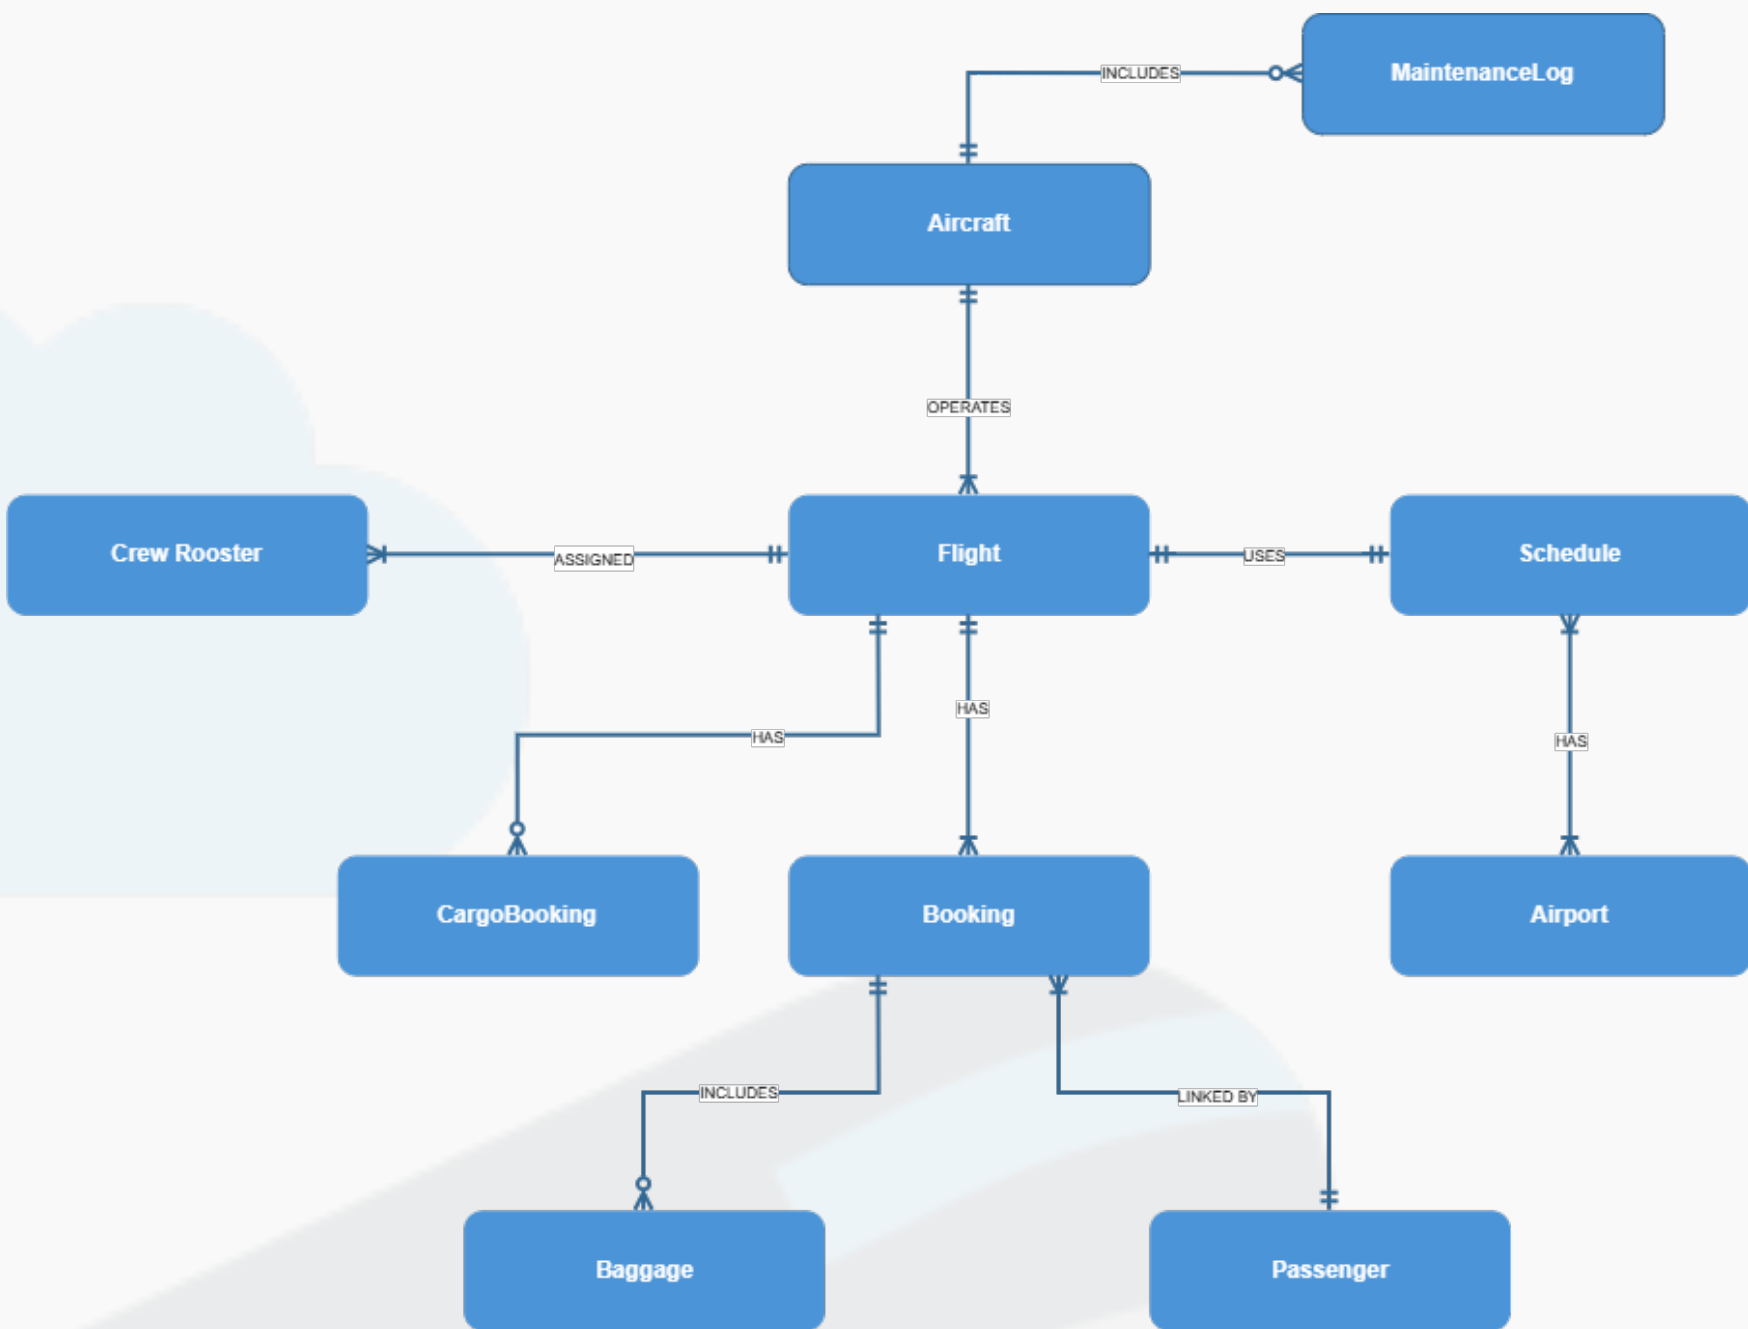 MaintenanceLog
INCLUDES
Aircraft
OPERATES
Crew Rooster
ASSIGNED
Flight
USES
Schedule
HAS
HAS
HAS
CargoBooking
Booking
Airport
INCLUDES
LINKED BY
Baggage
Passenger